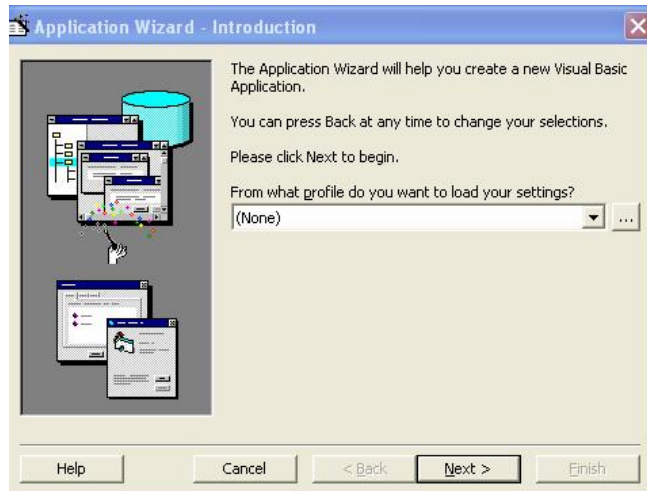 Application Wizard - Introduction
The Application Wizard will help you create a new Visual Basic
Application.
You can press Back at any time to change your selections.
Please click Next to begin.
From what profile do you want to load your settings?
(None)
...
Help
Cancel
< Back
Next >
Finish